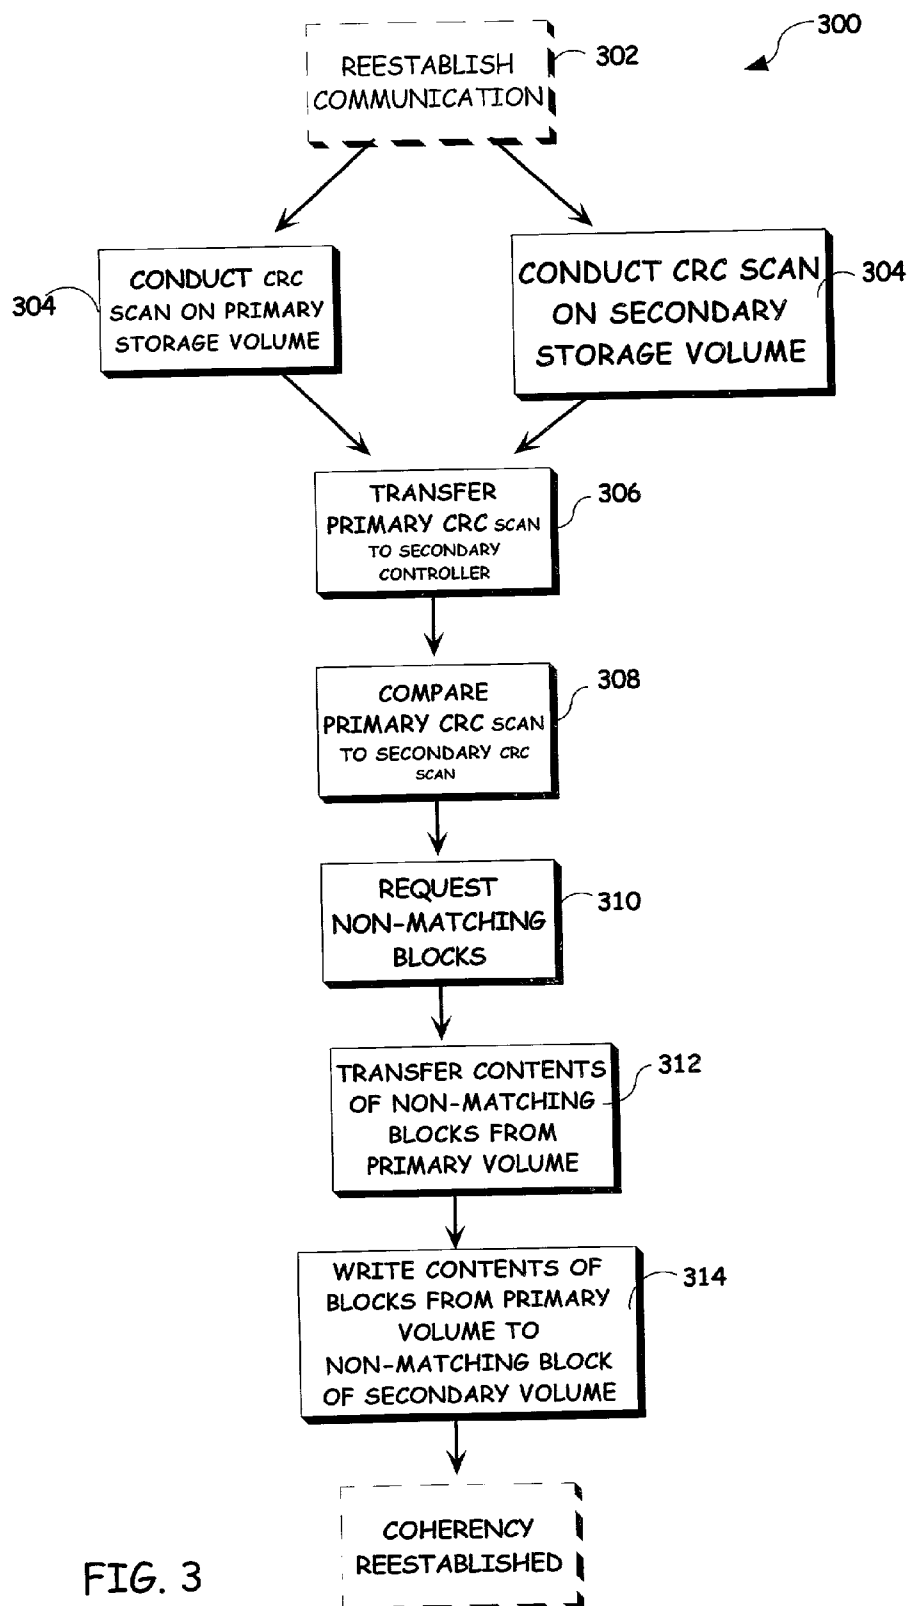 300
REESTABLISH
COMMUNICATION
302
CONDUCT CRC
SCAN ON PRIMARY
STORAGE VOLUME
304
CONDUCT CRC SCAN
ON SECONDARY
STORAGE VOLUME
304
TRANSFER
PRIMARY CRC SCAN
TO SECONDARY
CONTROLLER
306
COMPARE
PRIMARY CRC SCAN
TO SECONDARY CRC
SCAN
308
REQUEST
NON-MATCHING
BLOCKS
310
TRANSFER CONTENTS
OF NON-MATCHING
BLOCKS FROM
PRIMARY VOLUME
312
WRITE CONTENTS OF
BLOCKS FROM PRIMARY
VOLUME TO
NON-MATCHING BLOCK
OF SECONDARY VOLUME
314
COHERENCY
REESTABLISHED
FIG. 3